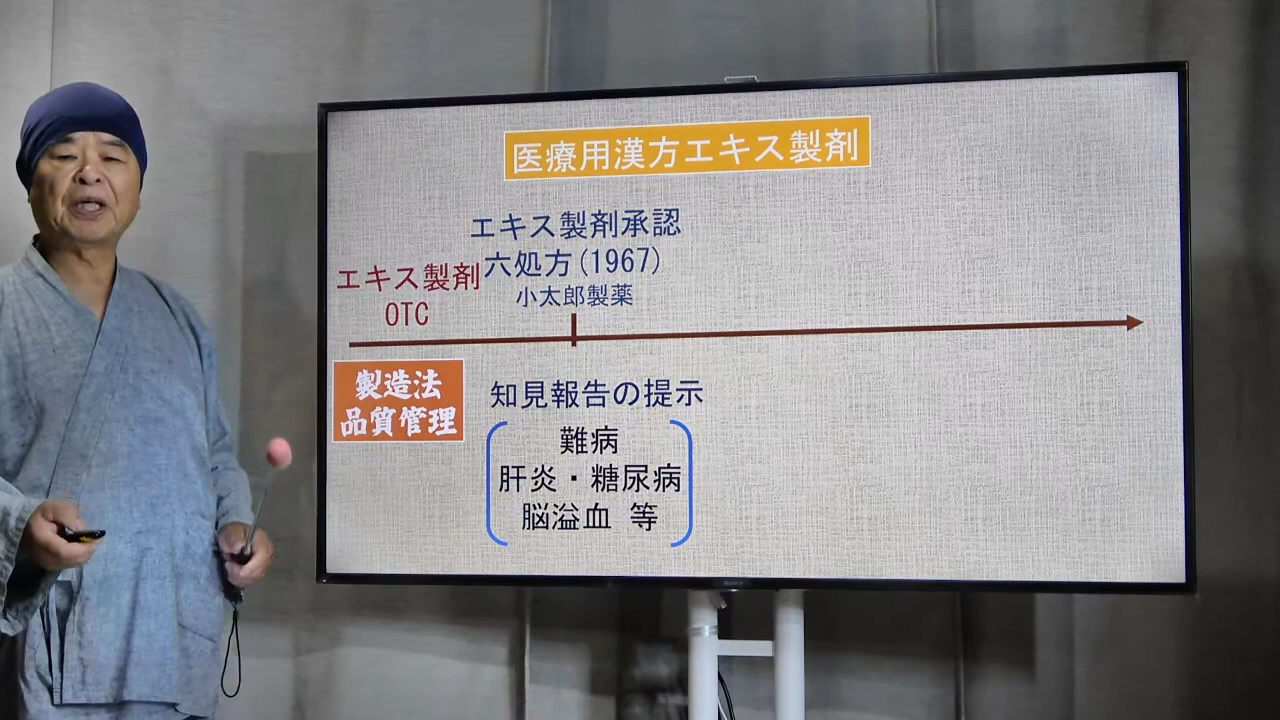 医療用漢方エキス製剤
エキス製剤承認
六処方(1967)
小太郎製薬
エキス製剤
OTC
製造法
品質管理
知見報告の提示
難病
肝炎・糖尿病
脳溢血 等
SONY